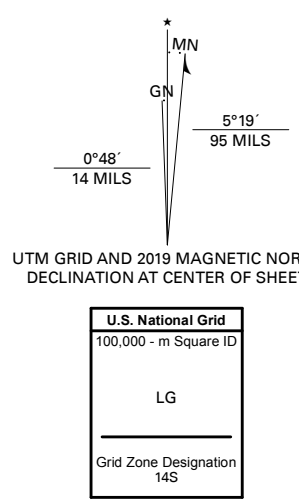 MN
GN
5°19´
95 MILS
0°48´
14 MILS
UTM GRID AND 2019 MAGNETIC NOR
DECLINATION AT CENTER OF SHEET
U.S. National Grid
100,000 - m Square ID
LG
Grid Zone Designation
14S